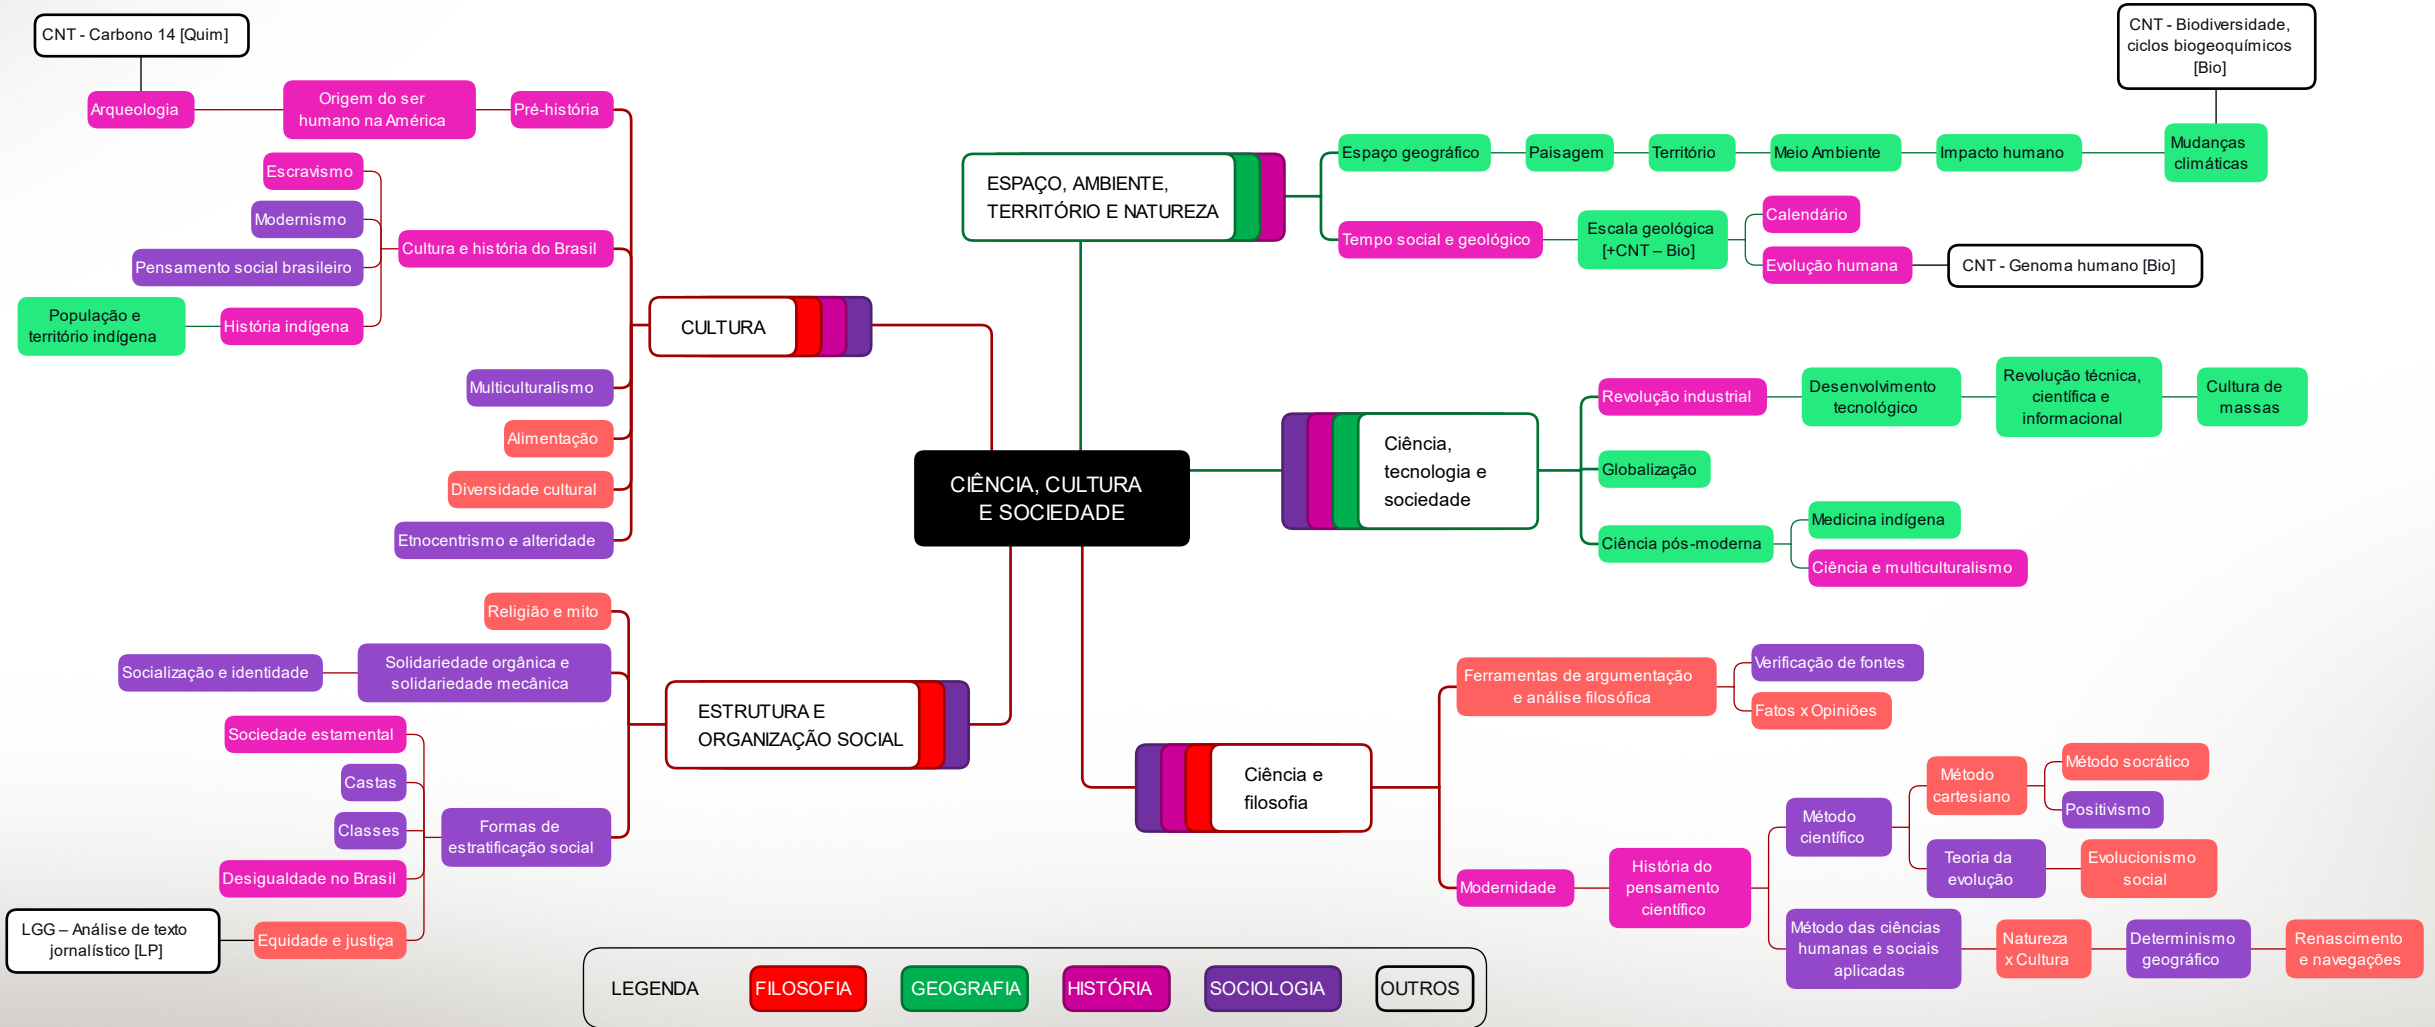 CNT - Carbono 14 [Quim]
Arqueologia
Origem do ser
humano na América
Pré-história
Escravismo
Modernismo
Pensamento social brasileiro
Cultura e história do Brasil
População e
território indígena
História indígena
CULTURA
Multiculturalismo
Alimentação
Diversidade cultural
Etnocentrismo e alteridade
CIÊNCIA, CULTURA
E SOCIEDADE
ESPAÇO, AMBIENTE,
TERRITÓRIO E NATUREZA
Espaço geográfico
Paisagem
Território
Meio Ambiente
Impacto humano
Mudanças
climáticas
CNT - Biodiversidade,
ciclos biogeoquímicos
[Bio]
Tempo social e geológico
Escala geológica
[+CNT – Bio]
Calendário
Evolução humana
CNT - Genoma humano [Bio]
Ciência,
tecnologia e
sociedade
Revolução industrial
Desenvolvimento
tecnológico
Revolução técnica,
científica e
informacional
Cultura de
massas
Globalização
Ciência pós-moderna
Medicina indígena
Ciência e multiculturalismo
Religião e mito
Socialização e identidade
Solidariedade orgânica e
solidariedade mecânica
ESTRUTURA E
ORGANIZAÇÃO SOCIAL
Sociedade estamental
Castas
Classes
Formas de
estratificação social
Desigualdade no Brasil
LGG – Análise de texto
jornalístico [LP]
Equidade e justiça
Ciência e
filosofia
Ferramentas de argumentação
e análise filosófica
Verificação de fontes
Fatos x Opiniões
Modernidade
História do
pensamento
científico
Método
científico
Método
cartesiano
Método socrático
Positivismo
Teoria da
evolução
Evolucionismo
social
Método das ciências
humanas e sociais
aplicadas
Natureza
x Cultura
Determinismo
geográfico
Renascimento
e navegações
LEGENDA
FILOSOFIA
GEOGRAFIA
HISTÓRIA
SOCIOLOGIA
OUTROS